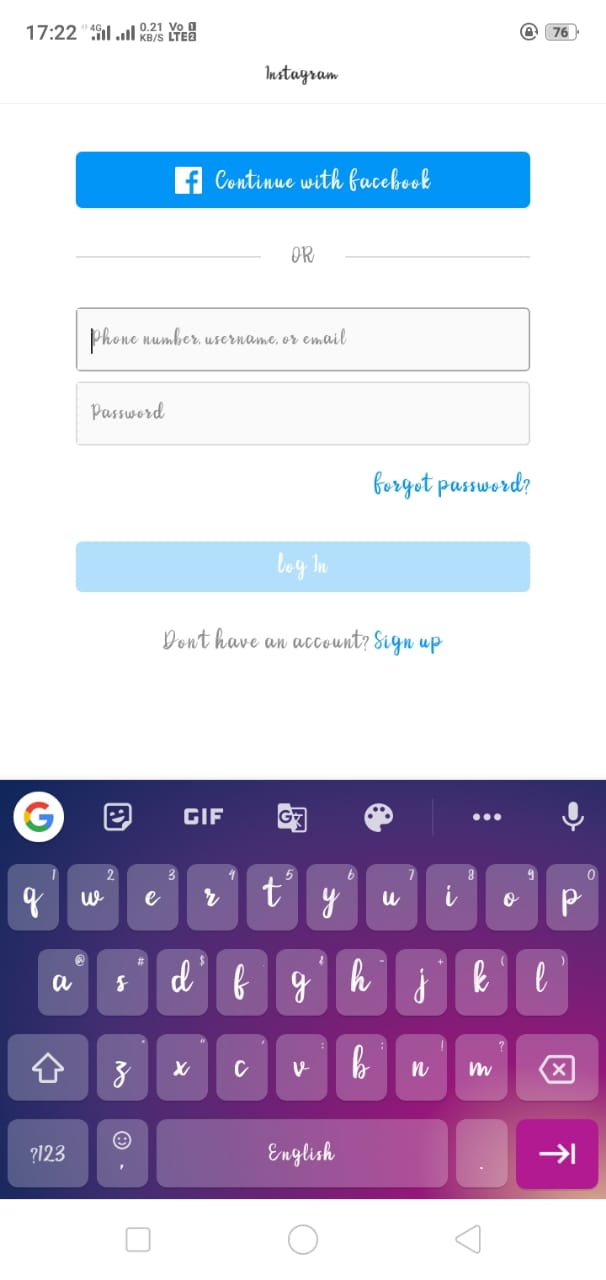 17:22 4G 0.21 KB/S Vo LTE 1 2 76
Instagram
Continue with facebook
OR
Phone number, username, or email
Password
forgot password?
log In
Don't have an account? Sign up
G GIF G
1 2 3 4 5 6 7 8 9 0
q w e r t y u i o p
@ # $ & - + ( )
a s d f g h j k l
" ' : ; ! ?
z x c v b n m
?123 , English .